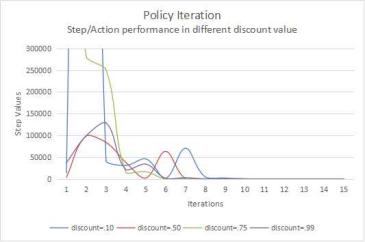 Policy Iteration
Step/Action performance in different discount value
300000
250000
200000
150000
100000
50000
0
Step Values
1 2 3 4 5 6 7 8 9 10 11 12 13 14 15
Iterations
discount=.10 discount=.50 discount=.75 discount=.99